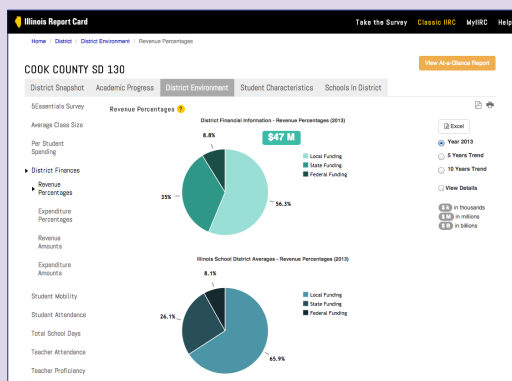 Illinois Report Card
Take the Survey Classic IIRC MyIIRC Help
Home / District / District Environment / Revenue Percentages
COOK COUNTY SD 130
View At-a-Glance Report
District Snapshot Academic Progress District Environment Student Characteristics Schools In District
5Essentials Survey
Average Class Size
Per Student
Spending
District Finances
Revenue
Percentages
Expenditure
Percentages
Revenue
Amounts
Expenditure
Amounts
Student Mobility
Student Attendance
Total School Days
Teacher Attendance
Teacher Proficiency
Revenue Percentages ?
District Financial Information - Revenue Percentages (2013)
$47 M
8.8%
35%
56.3%
Local Funding
State Funding
Federal Funding
Illinois School District Averages - Revenue Percentages (2013)
8.1%
26.1%
65.9%
Local Funding
State Funding
Federal Funding
Excel
Year 2013
5 Years Trend
10 Years Trend
View Details
$ K in thousands
$ M in millions
$ B in billions